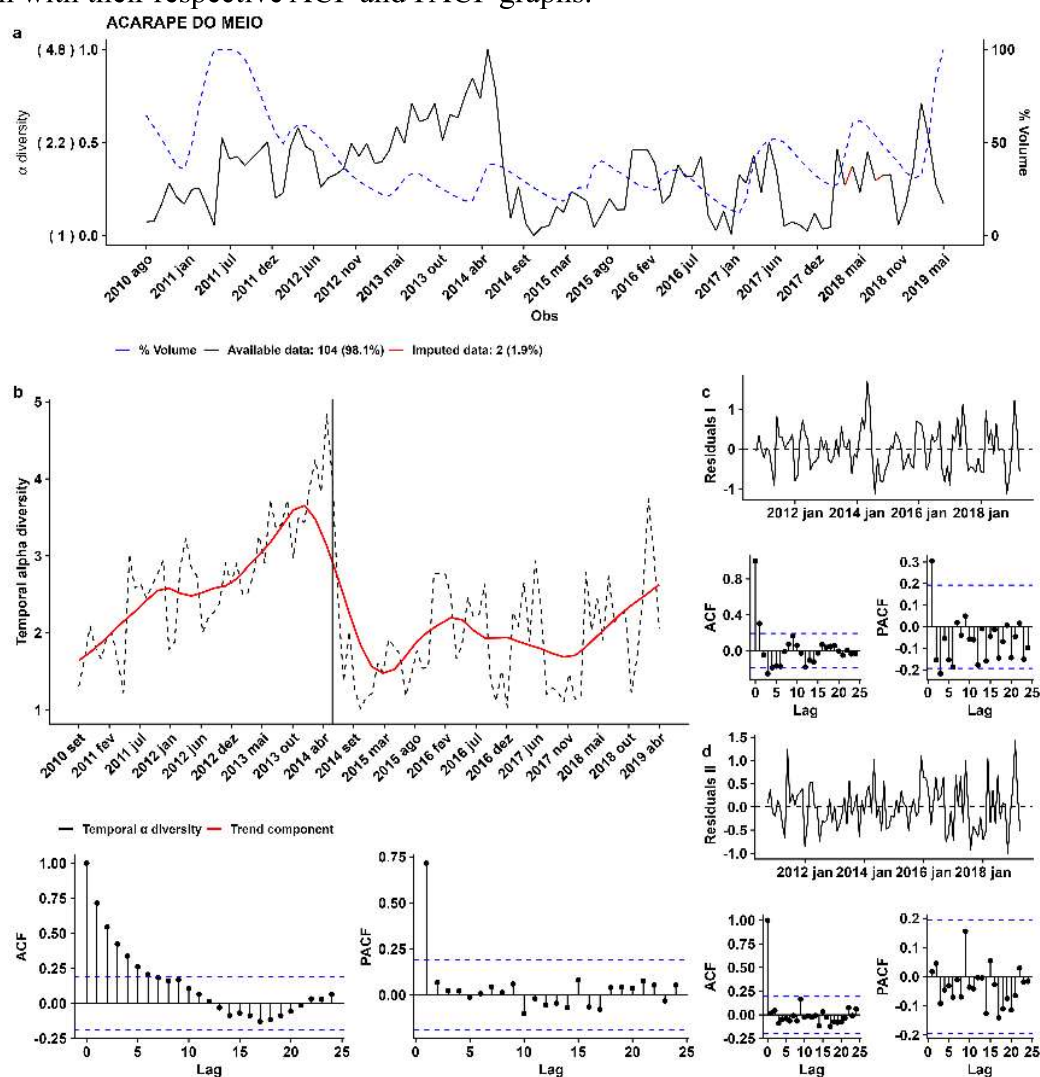 with their respective ACF and PACF graphs.
ACARAPE DO MEIO
a
( 4.8 ) 1.0
( 2.2 ) 0.5
( 1 ) 0.0
α diversity
100
50
0
% Volume
2010 ago
2011 jan
2011 jul
2011 dez
2012 jun
2012 nov
2013 mai
2013 out
2014 abr
2014 set
2015 mar
2015 ago
2016 fev
2016 jul
2017 jan
2017 jun
2017 dez
2018 mai
2018 nov
2019 mai
Obs
% Volume
Available data: 104 (98.1%)
Imputed data: 2 (1.9%)
b
5
4
3
2
1
Temporal alpha diversity
2010 set
2011 fev
2011 jul
2012 jan
2012 jun
2012 dez
2013 mai
2013 out
2014 abr
2014 set
2015 mar
2015 ago
2016 fev
2016 jul
2016 dez
2017 jun
2017 nov
2018 mai
2018 out
2019 abr
Temporal α diversity
Trend component
1.00
0.75
0.50
0.25
0.00
-0.25
ACF
0 5 10 15 20 25
Lag
0.75
0.50
0.25
0.00
PACF
0 5 10 15 20 25
Lag
c
1
0
-1
Residuals I
2012 jan 2014 jan 2016 jan 2018 jan
0.8
0.4
0.0
ACF
0 5 10 15 20 25
Lag
0.3
0.2
0.1
0.0
-0.1
-0.2
PACF
0 5 10 15 20 25
Lag
d
1.5
1.0
0.5
0.0
-0.5
-1.0
Residuals II
2012 jan 2014 jan 2016 jan 2018 jan
1.00
0.75
0.50
0.25
0.00
-0.25
ACF
0 5 10 15 20 25
Lag
0.2
0.1
0.0
-0.1
-0.2
PACF
0 5 10 15 20 25
Lag